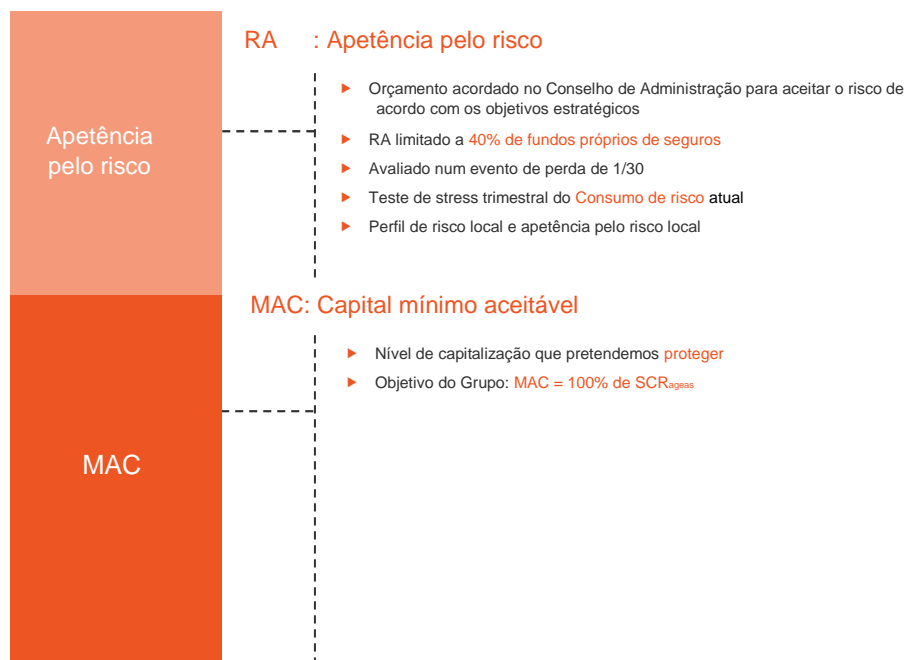 RA : Apetência pelo risco
Orçamento acordado no Conselho de Administração para aceitar o risco de
acordo com os objetivos estratégicos
RA limitado a 40% de fundos próprios de seguros
Avaliado num evento de perda de 1/30
Teste de stress trimestral do Consumo de risco atual
Perfil de risco local e apetência pelo risco local
Apetência
pelo risco
MAC: Capital mínimo aceitável
Nível de capitalização que pretendemos proteger
Objetivo do Grupo: MAC = 100% de SCRageas
MAC